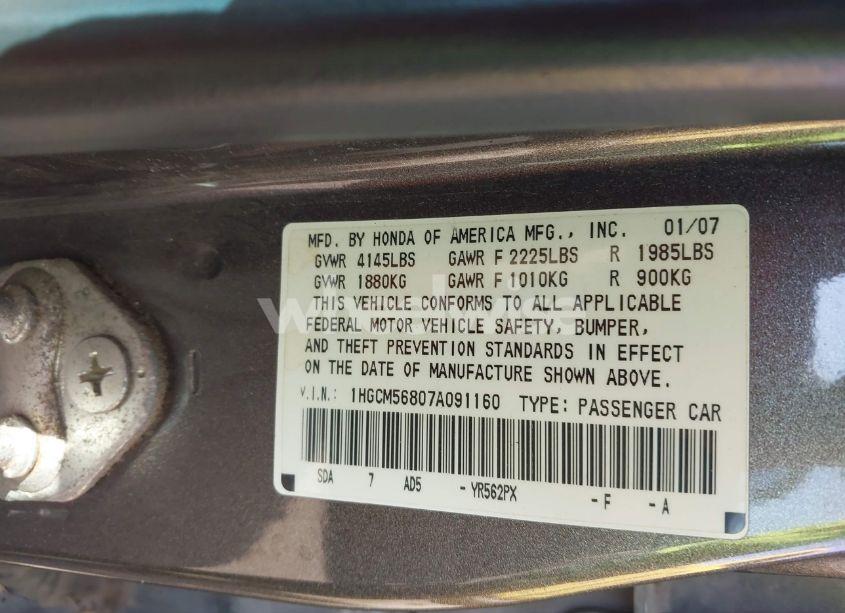 MFD. BY HONDA OF AMERICA MFG., INC. 01/07
GVWR 4145LBS GAWR F 2225LBS R 1985LBS
GVWR 1880KG GAWR F 1010KG R 900KG
THIS VEHICLE CONFORMS TO ALL APPLICABLE
FEDERAL MOTOR VEHICLE SAFETY, BUMPER,
AND THEFT PREVENTION STANDARDS IN EFFECT
ON THE DATE OF MANUFACTURE SHOWN ABOVE.
V.I.N.: 1HGCM56807A091160 TYPE: PASSENGER CAR
SDA 7 AD5 - YR562PX - F - A